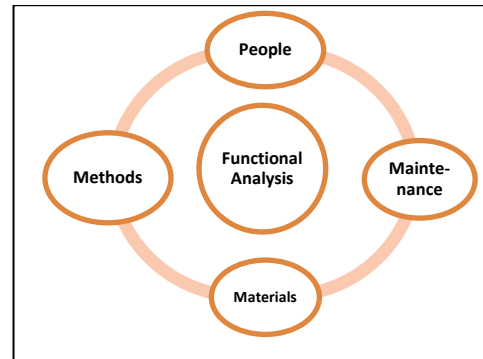 People
Methods
Functional
Analysis
Mainte-
nance
Materials